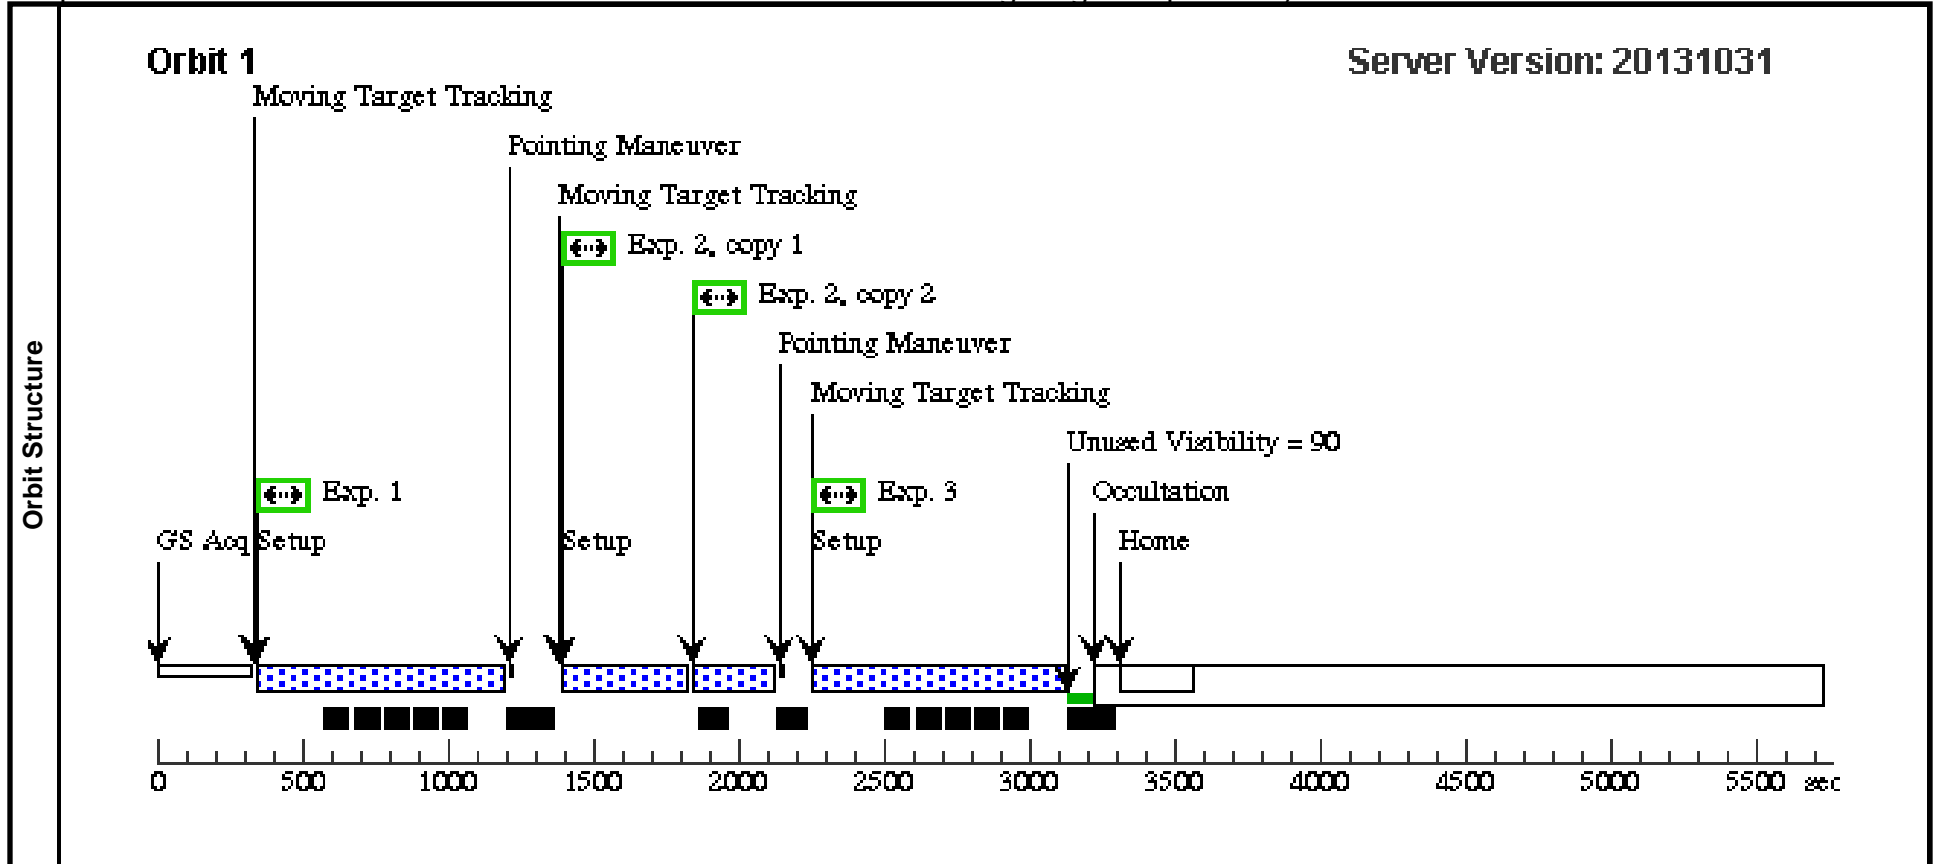 Orbit 1
Server Version: 20131031
Moving Target Tracking
Pointing Maneuver
Moving Target Tracking
Exp. 2, copy 1
Exp. 2, copy 2
Pointing Maneuver
Moving Target Tracking
Unused Visibility = 90
Exp. 1
Exp. 3
Occultation
GS Acq
Setup
Setup
Setup
Home
0 500 1000 1500 2000 2500 3000 3500 4000 4500 5000 5500 sec
Orbit Structure